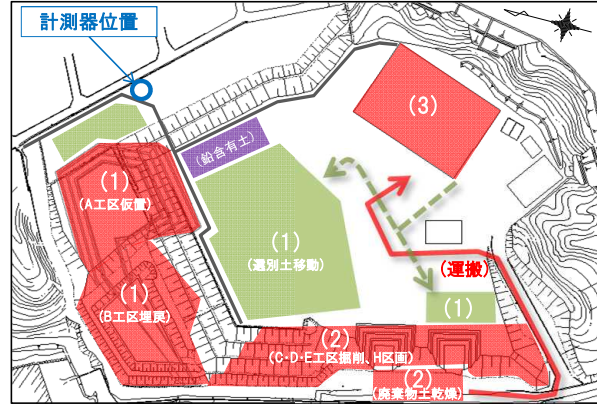 計測器位置
(3)
(鉛含有土)
(1)
(A工区仮置)
(1)
(選別土移動)
(運搬)
(1)
(B工区埋戻)
(1)
(2)
(C・D・E工区掘削、H区画)
(2)
(廃棄物土乾燥)